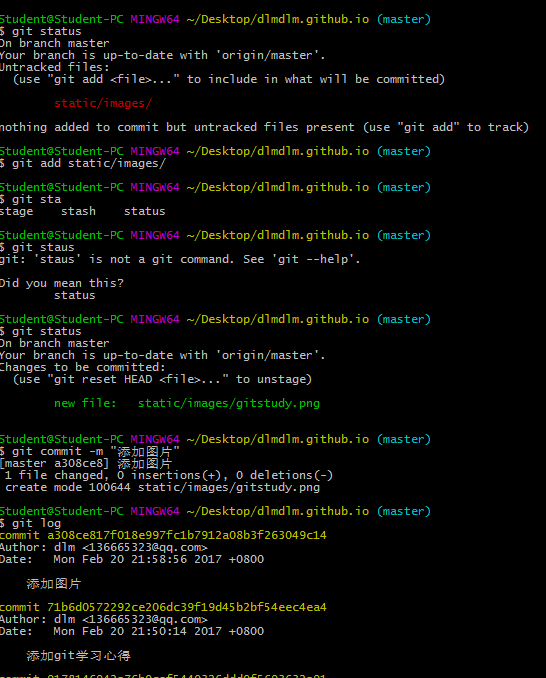 Student@Student-PC MINGW64 ~/Desktop/dlmdlm.github.io (master)
$ git status
On branch master
Your branch is up-to-date with 'origin/master'.
Untracked files:
(use "git add <file>..." to include in what will be committed)
static/images/
nothing added to commit but untracked files present (use "git add" to track)
Student@Student-PC MINGW64 ~/Desktop/dlmdlm.github.io (master)
$ git add static/images/
Student@Student-PC MINGW64 ~/Desktop/dlmdlm.github.io (master)
$ git sta
stage stash status
Student@Student-PC MINGW64 ~/Desktop/dlmdlm.github.io (master)
$ git staus
git: 'staus' is not a git command. See 'git --help'.
Did you mean this?
status
Student@Student-PC MINGW64 ~/Desktop/dlmdlm.github.io (master)
$ git status
On branch master
Your branch is up-to-date with 'origin/master'.
Changes to be committed:
(use "git reset HEAD <file>..." to unstage)
new file: static/images/gitstudy.png
Student@Student-PC MINGW64 ~/Desktop/dlmdlm.github.io (master)
$ git commit -m "添加图片"
[master a308ce8] 添加图片
1 file changed, 0 insertions(+), 0 deletions(-)
create mode 100644 static/images/gitstudy.png
Student@Student-PC MINGW64 ~/Desktop/dlmdlm.github.io (master)
$ git log
commit a308ce817f018e997fc1b7912a08b3f263049c14
Author: dlm <136665323@qq.com>
Date: Mon Feb 20 21:58:56 2017 +0800
添加图片
commit 71b6d0572292ce206dc39f19d45b2bf54eec4ea4
Author: dlm <136665323@qq.com>
Date: Mon Feb 20 21:50:14 2017 +0800
添加git学习心得